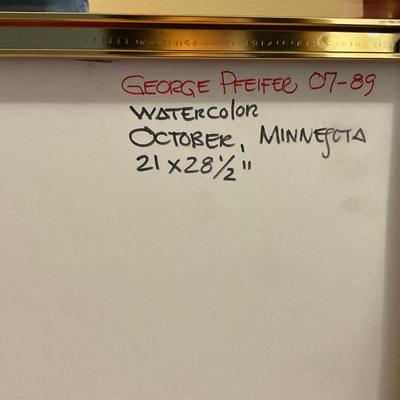 GEORGE PFEIFER 07-89
WATERCOLOR
OCTOBER, MINNESOTA
21 X 28 1/2"